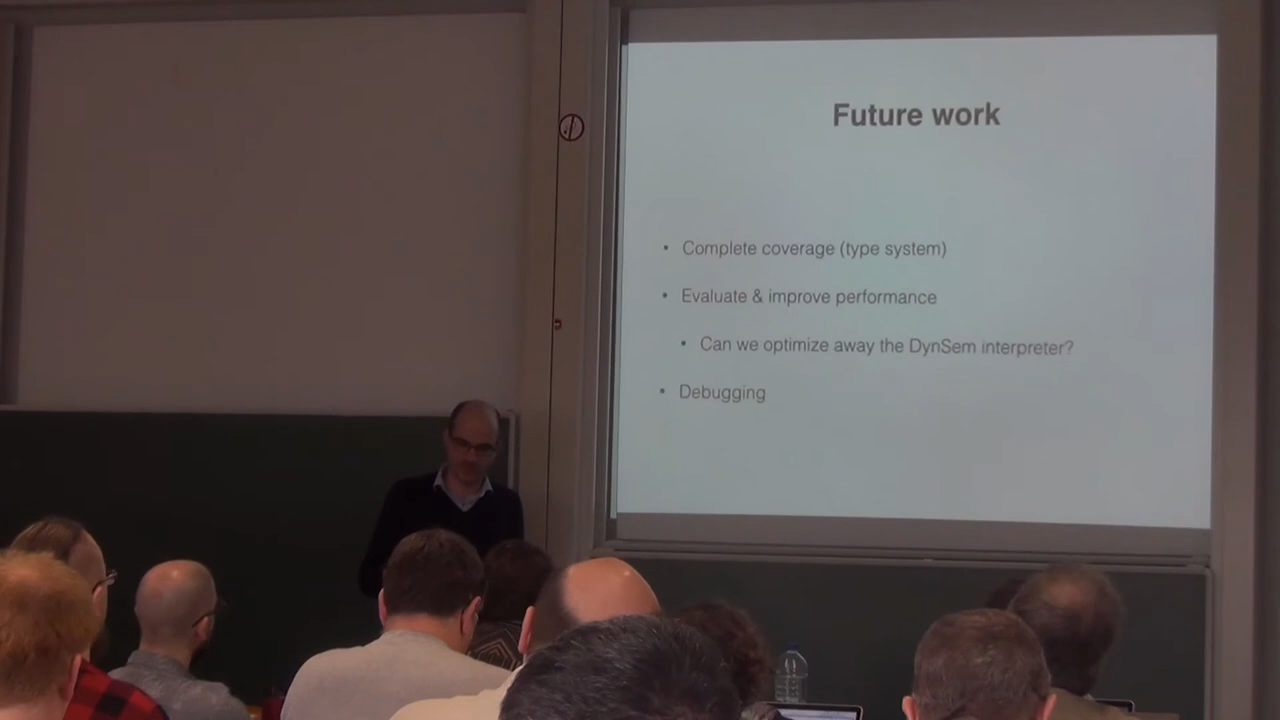 Future work
• Complete coverage (type system)
• Evaluate & improve performance
• Can we optimize away the DynSem interpreter?
• Debugging